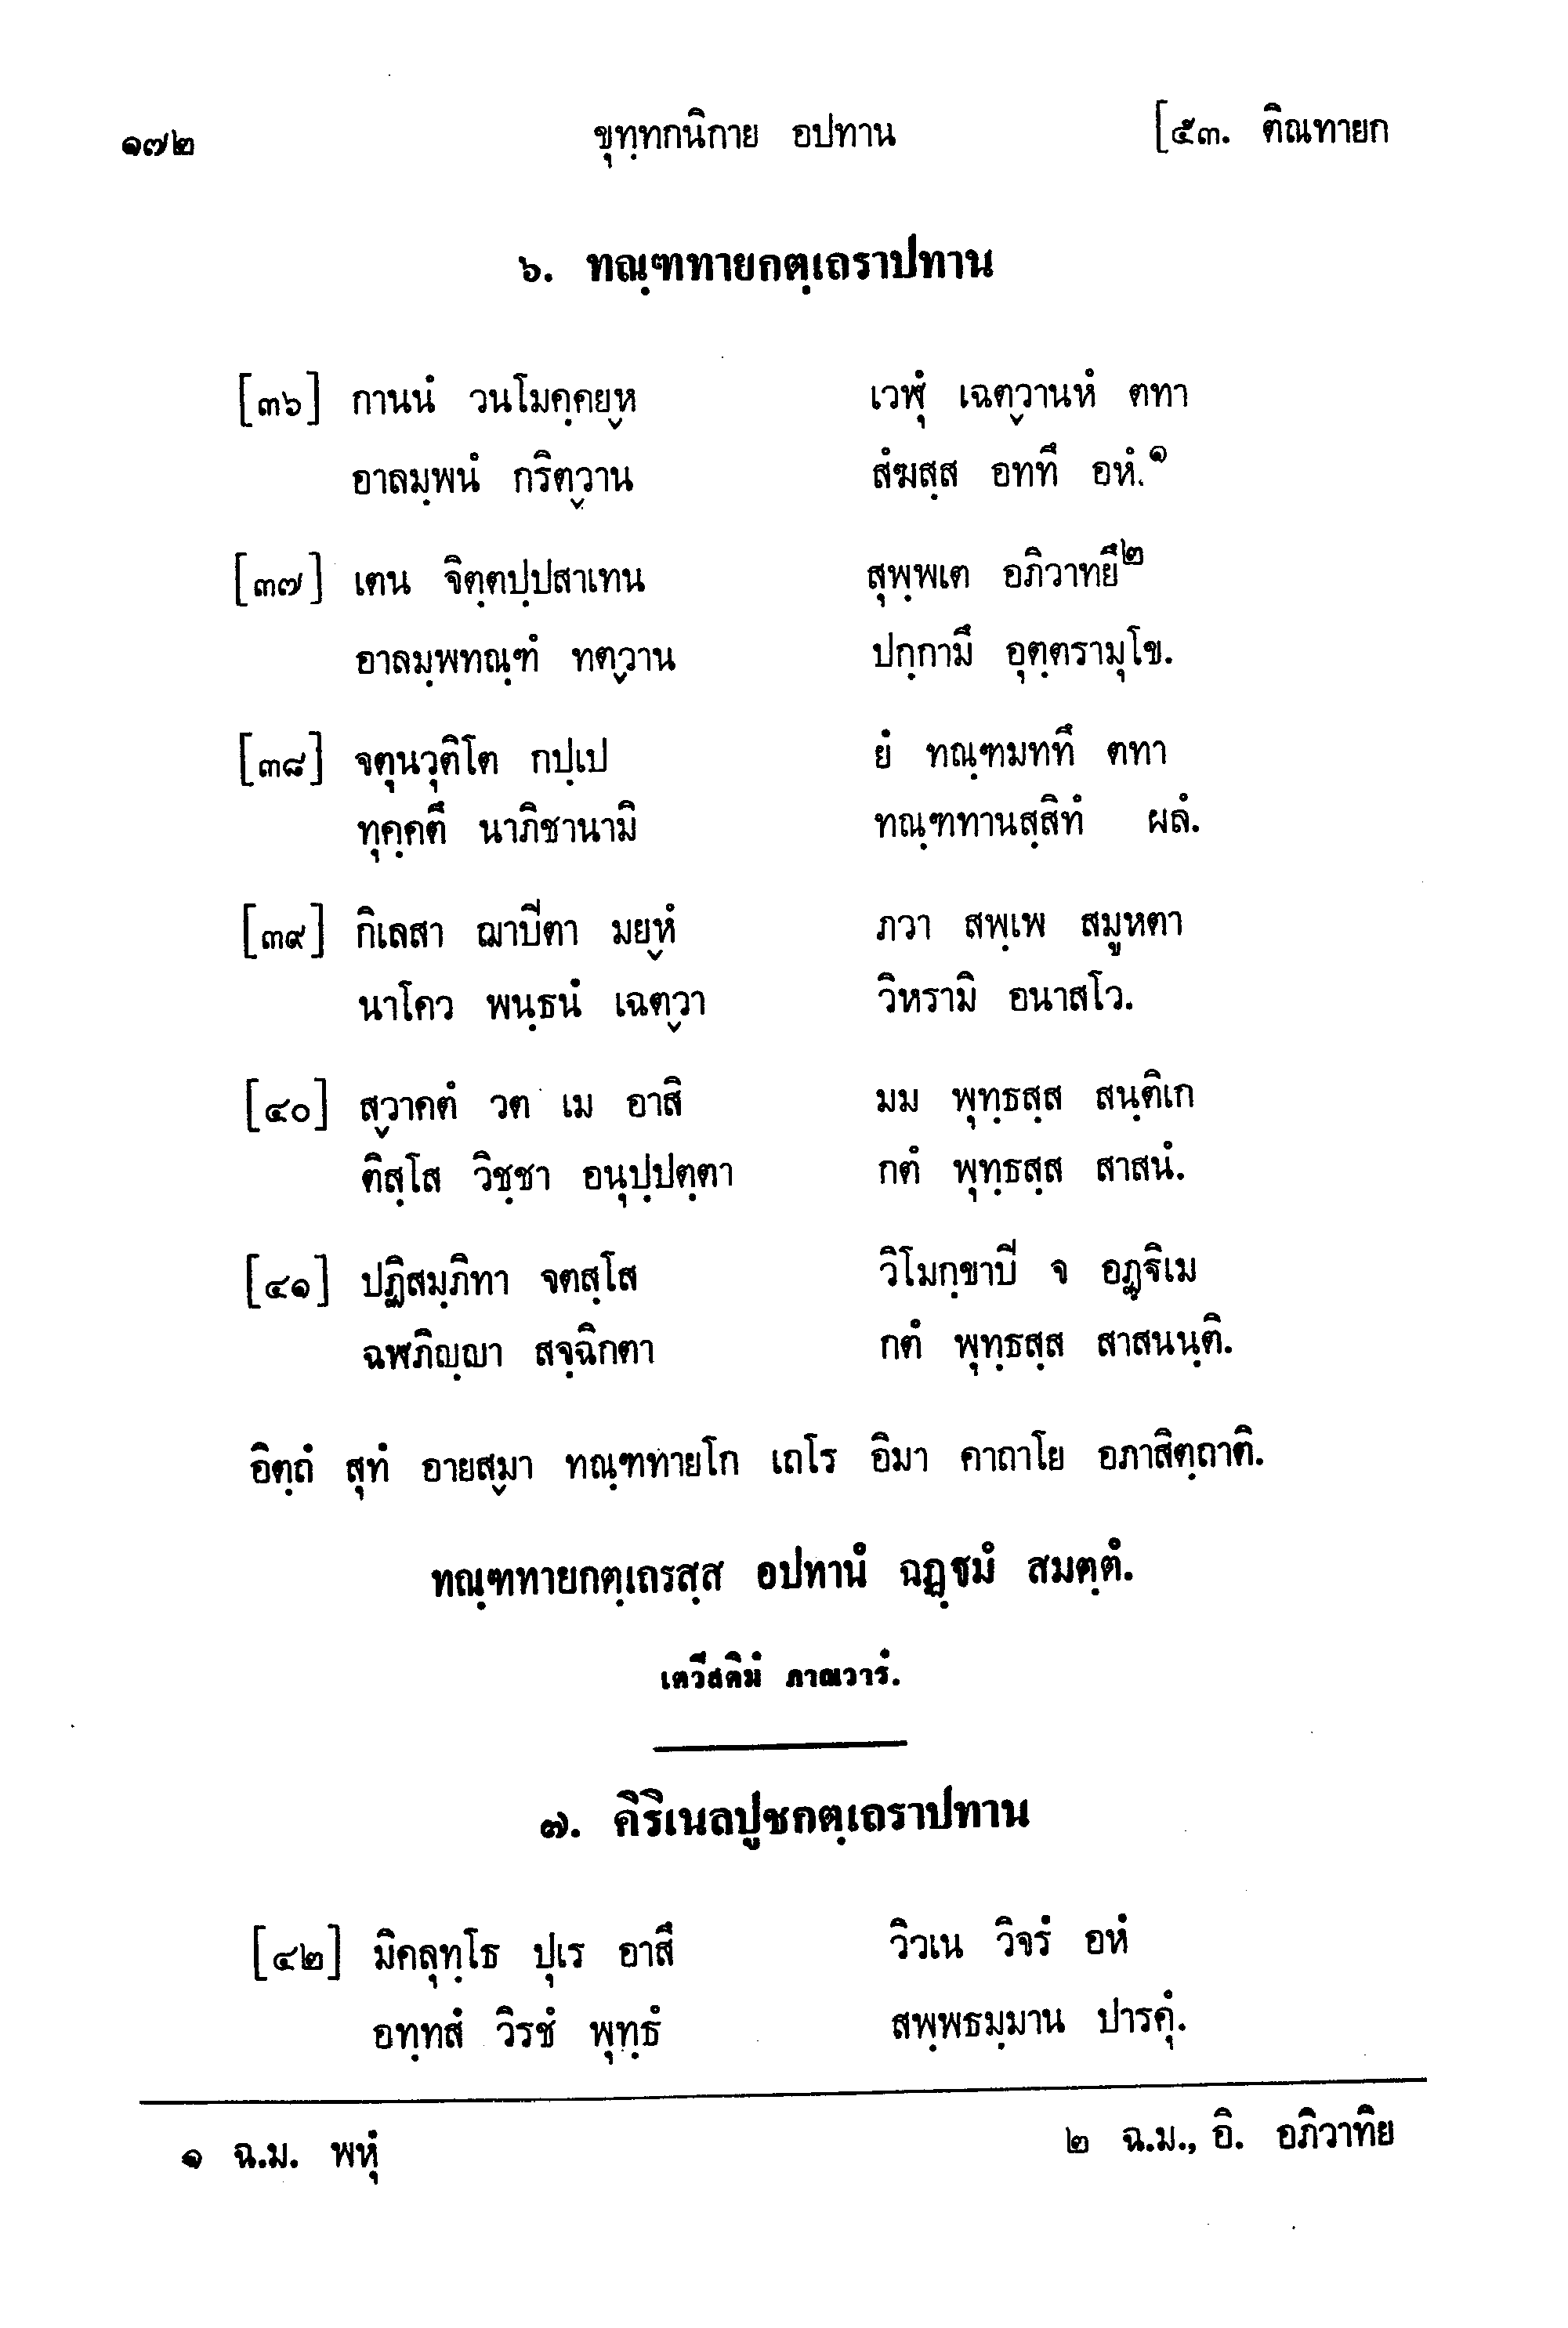 ๑๗๒ ขุทฺทกนิกาย อปทาน [๕๓. ติณทายก
๖. ทณฺฑทายกตฺเถราปทาน
[๓๖] กานนํ วนโมคฺคยฺห เวฬุํ เฉตฺวานหํ ตทา
อาลมฺพนํ กริตฺวาน สํฆสฺส อททึ อหํ.๑
[๓๗] เตน จิตฺตปฺปสาเทน สุพฺพเต อภิวาทยึ๒
อาลมฺพทณฺฑํ ทตฺวาน ปกฺกามึ อุตฺตรามุโข.
[๓๘] จตุนวุติโต กปฺเป ยํ ทณฺฑมททึ ตทา
ทุคฺคตึ นาภิชานามิ ทณฺฑทานสฺสิทํ ผลํ.
[๓๙] กิเลสา ฌาปีตา มยฺหํ ภวา สพฺเพ สมูหตา
นาโคว พนฺธนํ เฉตฺวา วิหรามิ อนาสโว.
[๔๐] สฺวาคตํ วต เม อาสิ มม พุทฺธสฺส สนฺติเก
ติสฺโส วิชฺชา อนุปฺปตฺตา กตํ พุทฺธสฺส สาสนํ.
[๔๑] ปฏิสมฺภิทา จตสฺโส วิโมกฺขาปี จ อฏฺฐิเม
ฉฬภิญฺญา สจฺฉิกตา กตํ พุทฺธสฺส สาสนนฺติ.
อิตฺถํ สุทํ อายสฺมา ทณฺฑทายโก เถโร อิมา คาถาโย อภาสิตฺถาติ.
ทณฺฑทายกตฺเถรสฺส อปทานํ ฉฏฺฐมํ สมตฺตํ.
เตวีสติมํ ภาณวารํ.
๗. คิริเนลปูชกตฺเถราปทาน
[๔๒] มิคลุทฺโธ ปุเร อาสึ วิวเน วิจรํ อหํ
อทฺทสํ วิรชํ พุทฺธํ สพฺพธมฺมาน ปารคุํ.
๑ ฉ.ม. พหุํ ๒ ฉ.ม., อิ. อภิวาทิย